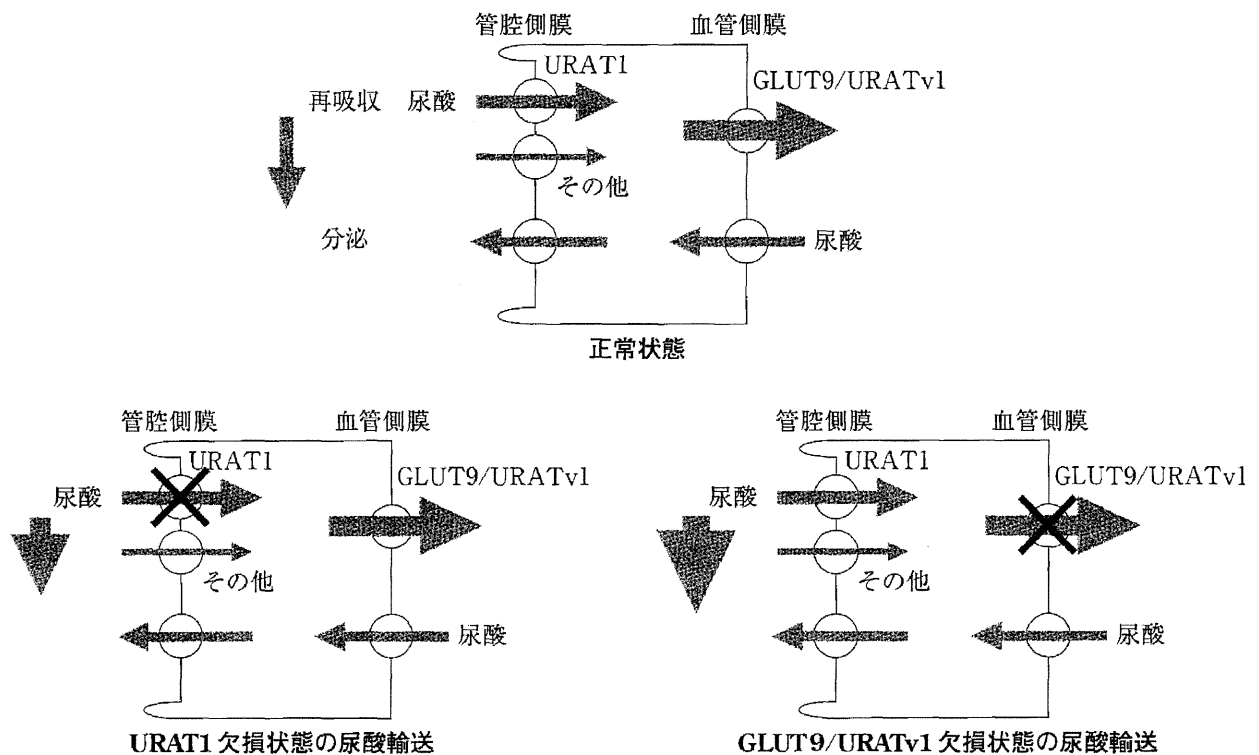 管腔側膜 血管側膜
URAT1
GLUT9/URATv1
再吸収 尿酸
その他
分泌
尿酸
正常状態
管腔側膜 血管側膜
URAT1
GLUT9/URATv1
尿酸
その他
尿酸
URAT1 欠損状態の尿酸輸送
管腔側膜 血管側膜
URAT1
GLUT9/URATv1
尿酸
その他
尿酸
GLUT9/URATv1 欠損状態の尿酸輸送